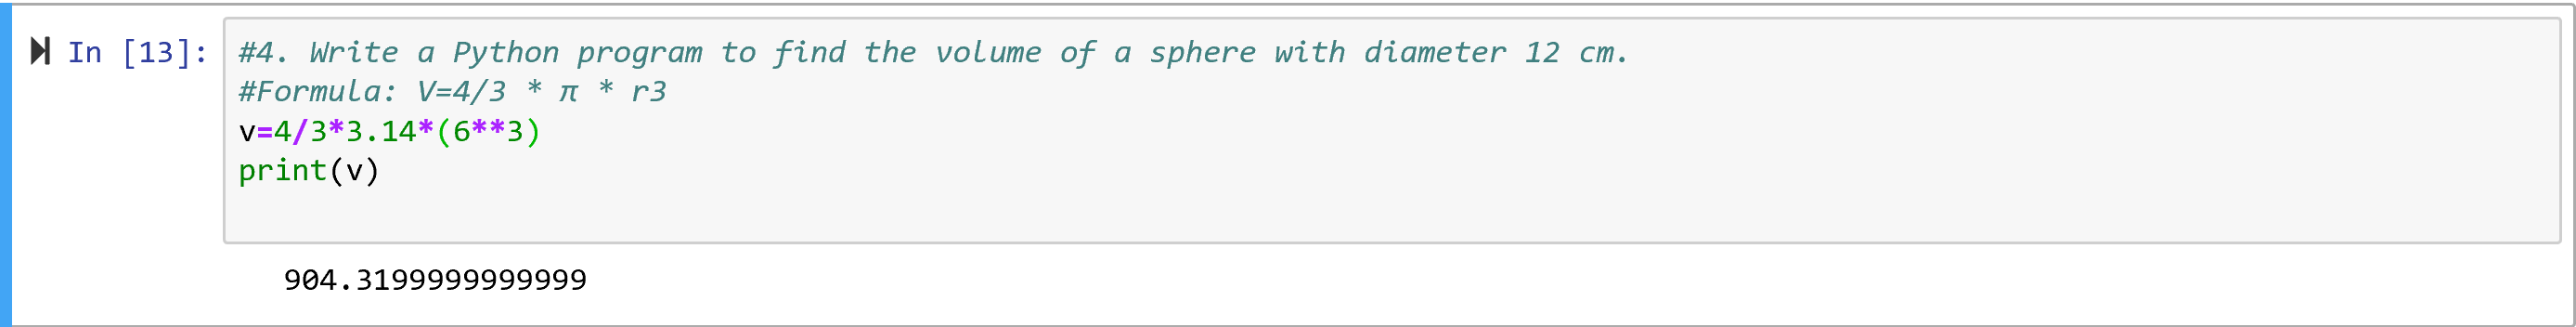 In [13]: #4. Write a Python program to find the volume of a sphere with diameter 12 cm.
#Formula: V=4/3 * π * r3
v=4/3*3.14*(6**3)
print(v)
904.3199999999999